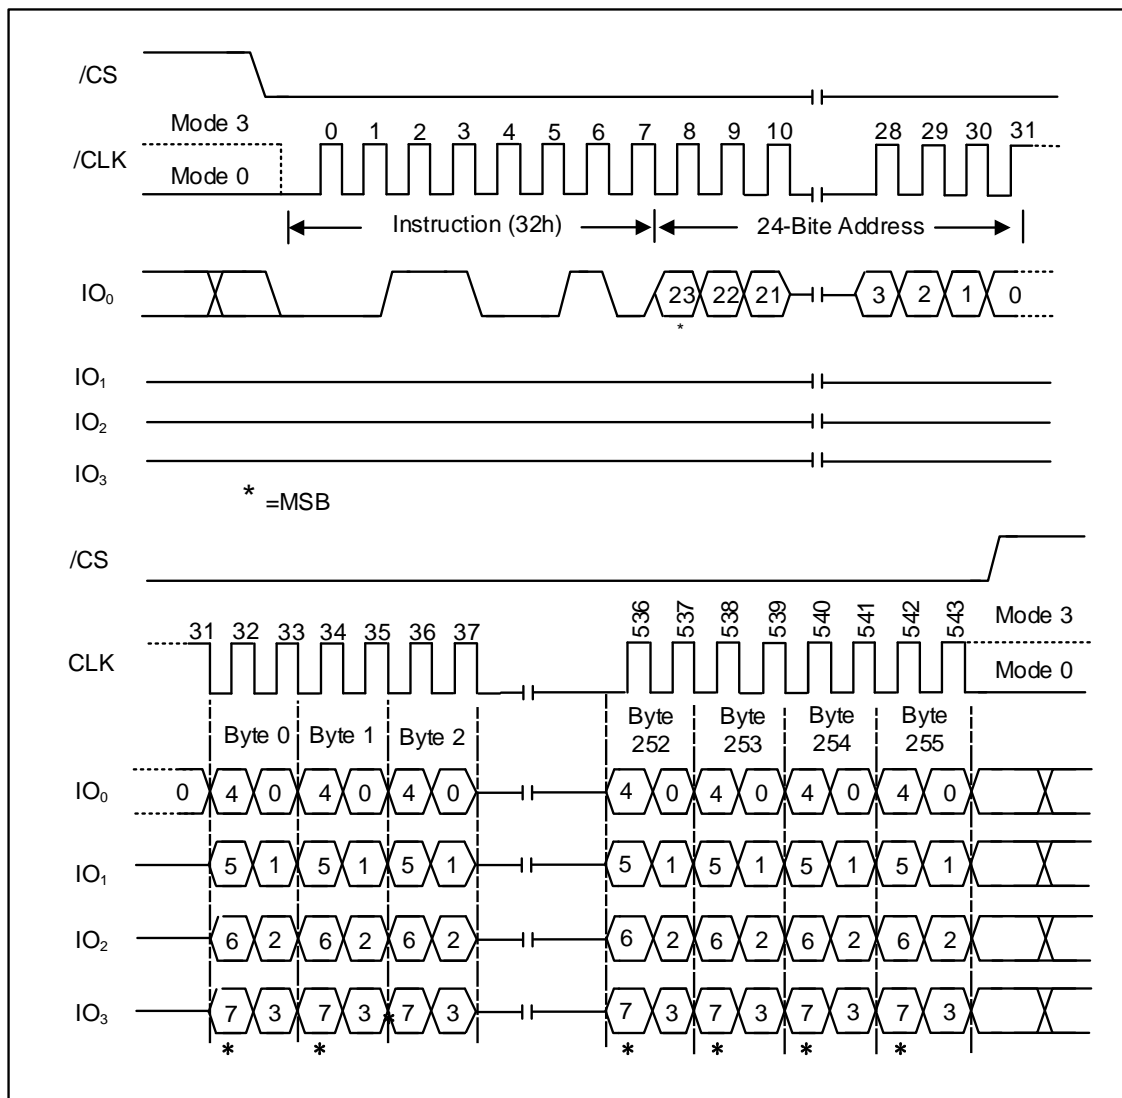 /CS
Mode 3
0 1 2 3 4 5 6 7 8 9 10 28 29 30 31
/CLK
Mode 0
Instruction (32h) 24-Bite Address
IO0 23 22 21 3 2 1 0
*
IO1
IO2
IO3
* =MSB
/CS
31 32 33 34 35 36 37 536 537 538 539 540 541 542 543 Mode 3
CLK
Mode 0
Byte 0 Byte 1 Byte 2 Byte 252 Byte 253 Byte 254 Byte 255
IO0 0 4 0 4 0 4 0 4 0 4 0 4 0 4 0
IO1 5 1 5 1 5 1 5 1 5 1 5 1 5 1
IO2 6 2 6 2 6 2 6 2 6 2 6 2 6 2
IO3 7 3 7 3 * 7 3 7 3 7 3 7 3 7 3
* * * * * *